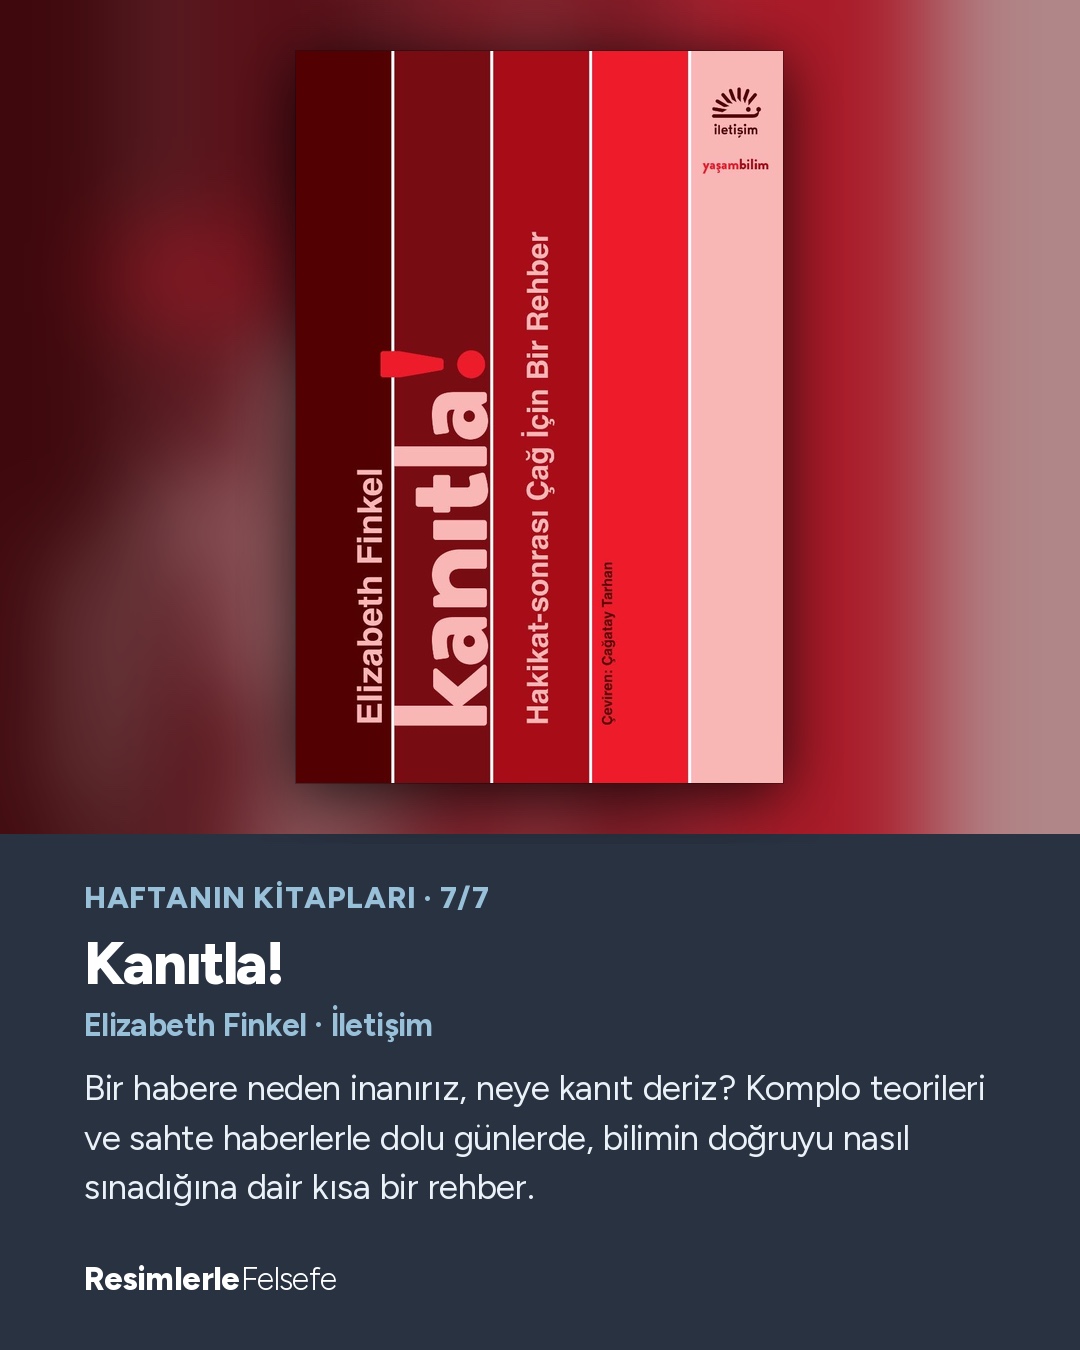 iletişim
yaşambilim
Elizabeth Finkel
kanıtla!
Hakikat-sonrası Çağ İçin Bir Rehber
Çeviren: Çağatay Tarhan
HAFTANIN KİTAPLARI · 7/7
Kanıtla!
Elizabeth Finkel · İletişim
Bir habere neden inanırız, neye kanıt deriz? Komplo teorileri
ve sahte haberlerle dolu günlerde, bilimin doğruyu nasıl
sınadığına dair kısa bir rehber.
ResimlerleFelsefe